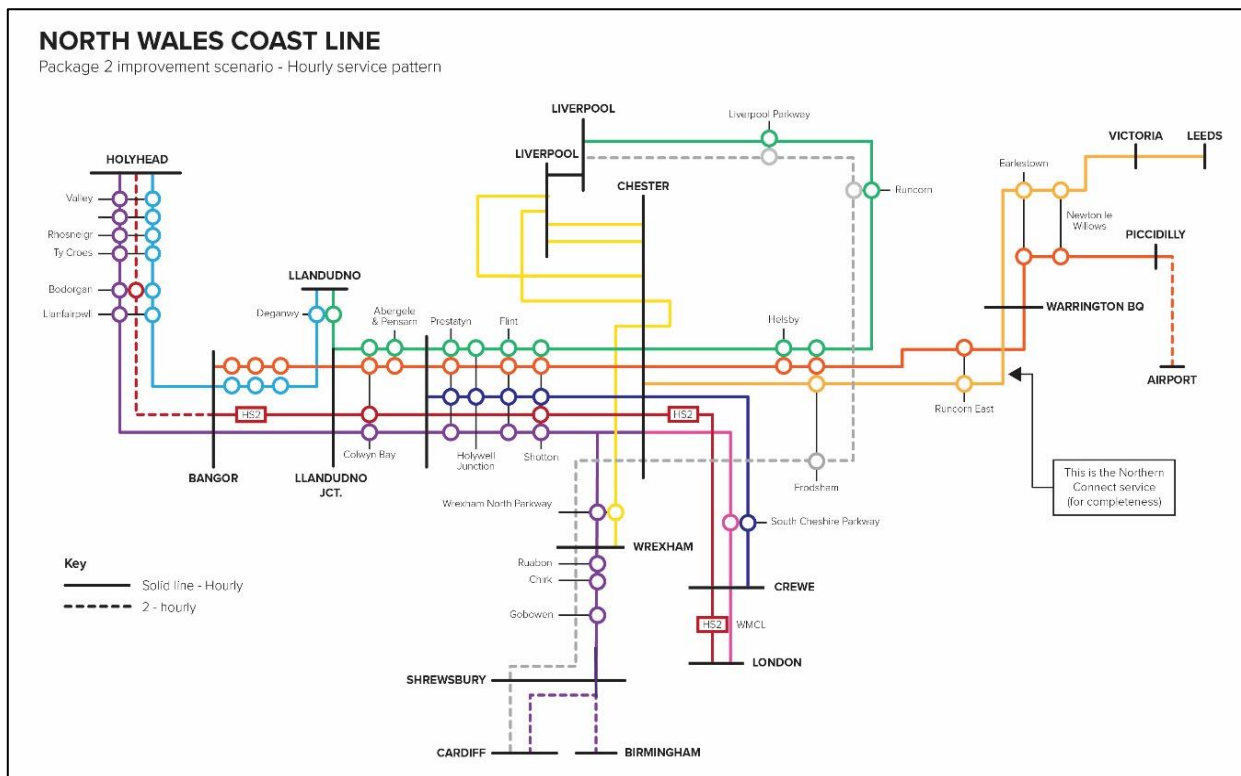 NORTH WALES COAST LINE
Package 2 improvement scenario - Hourly service pattern
LIVERPOOL
Liverpool Parkway
VICTORIA
LEEDS
HOLYHEAD
LIVERPOOL
Earlestown
CHESTER
Valley
Runcorn
Rhosneigr
Newton le
Willows
Ty Croes
PICCIDILLY
LLANDUDNO
Bodorgan
Llanfairpwll
Deganwy
Abergele
& Pensarn
Prestatyn
Flint
Helsby
WARRINGTON BQ
AIRPORT
Runcorn East
HS2
HS2
Colwyn Bay
Holywell
Junction
Shotton
BANGOR
LLANDUDNO
JCT.
Frodsham
This is the Northern
Connect service
(for completeness)
Wrexham North Parkway
South Cheshire Parkway
WREXHAM
Key
Ruabon
Solid line - Hourly
Chirk
CREWE
2 - hourly
Gobowen
HS2
WMCL
LONDON
SHREWSBURY
CARDIFF
BIRMINGHAM